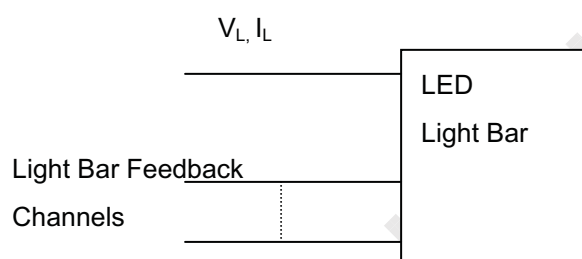 VL, IL
LED
Light Bar
Light Bar Feedback
Channels